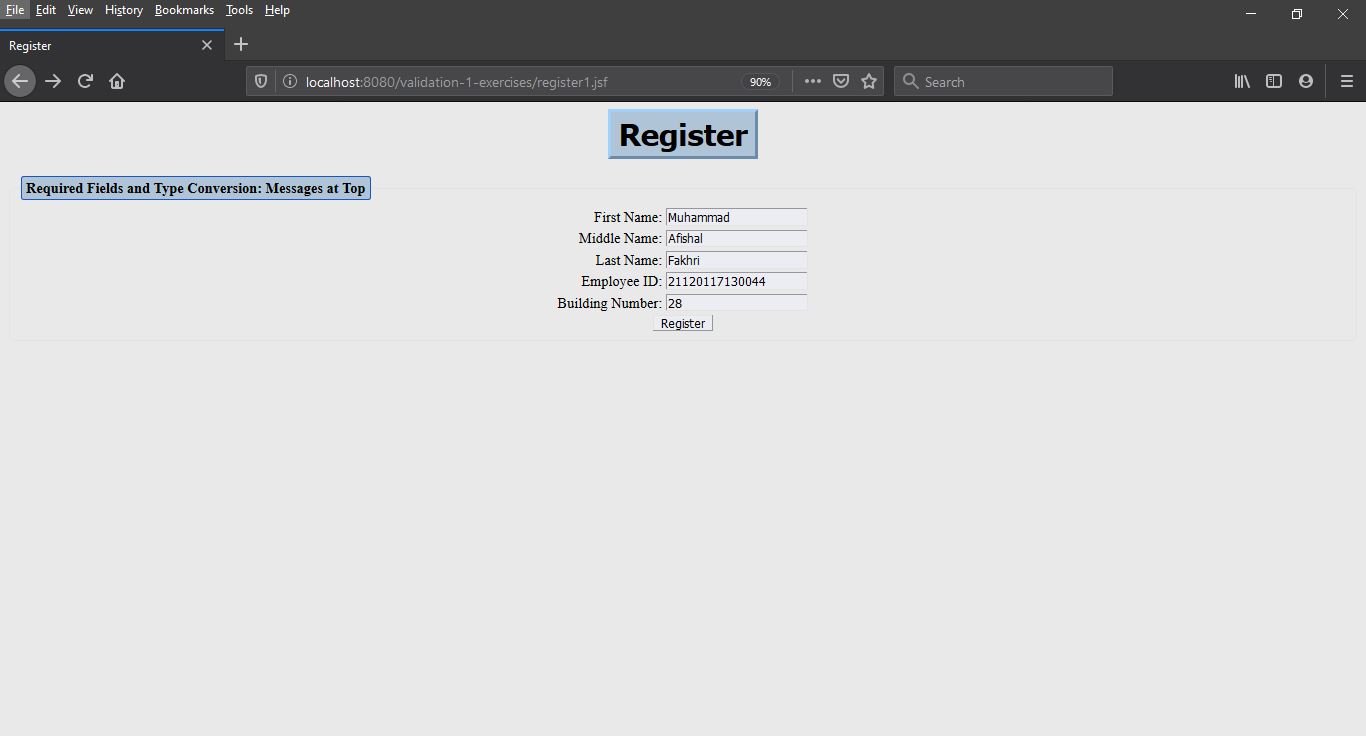 File Edit View History Bookmarks Tools Help
Register
localhost:8080/validation-1-exercises/register1.jsf 90% Search
Register
Required Fields and Type Conversion: Messages at Top
First Name: Muhammad
Middle Name: Afishal
Last Name: Fakhri
Employee ID: 21120117130044
Building Number: 28
Register